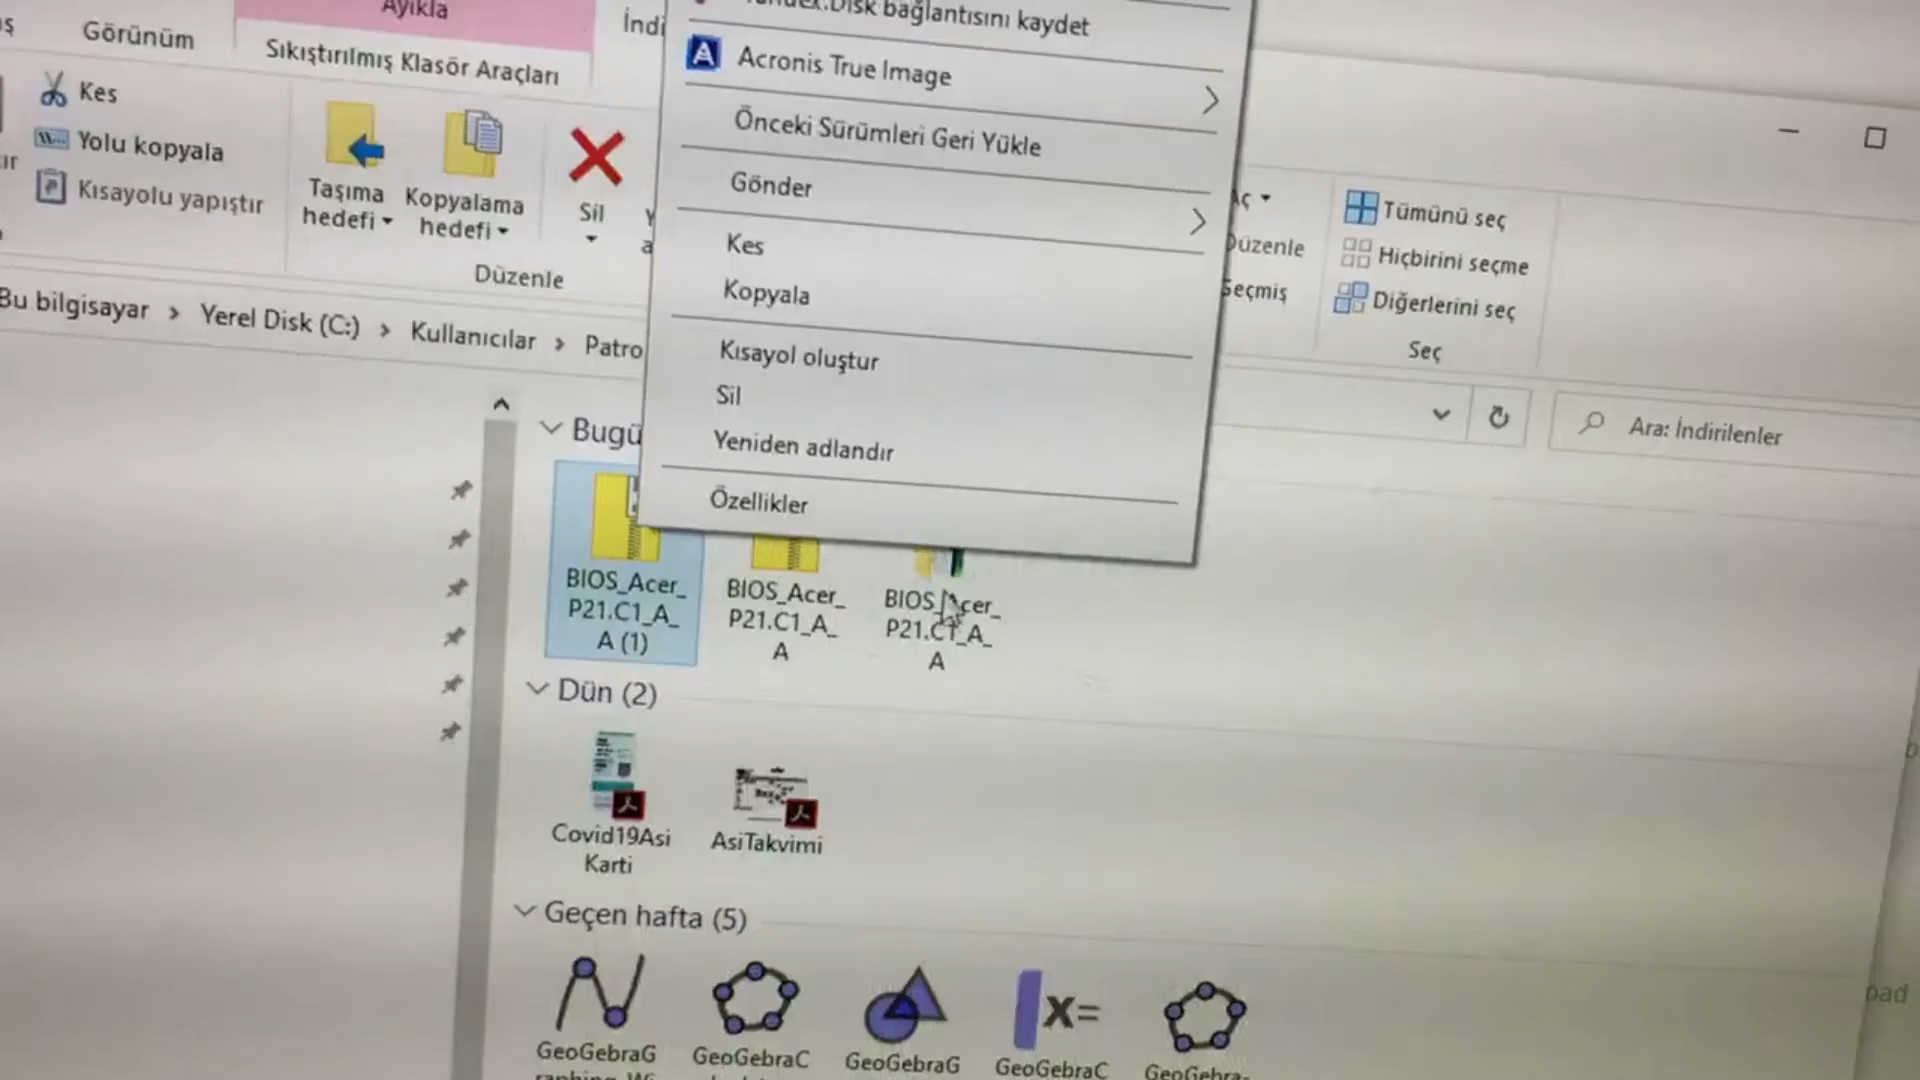 Ayıkla
Görünüm
Sıkıştırılmış Klasör Araçları
Kes
Yolu kopyala
Kısayolu yapıştır
Taşıma
hedefi
Kopyalama
hedefi
Sil
Düzenle
bağlantısını kaydet
Acronis True Image
Önceki Sürümleri Geri Yükle
Gönder
Kes
Kopyala
Kısayol oluştur
Sil
Yeniden adlandır
Özellikler
Düzenle
Tümünü seç
Hiçbirini seçme
Diğerlerini seç
Seç
Bu bilgisayar > Yerel Disk (C:) > Kullanıcılar > Patro
Ara: İndirilenler
Bugü
BIOS_Acer_
P21.C1_A_
A (1)
BIOS_Acer_
P21.C1_A_
A
BIOS_Acer_
P21.C1_A_
A
Dün (2)
Covid19Asi
Karti
AsiTakvimi
Geçen hafta (5)
GeoGebraG
GeoGebraC
GeoGebraG
X=
GeoGebraC
GeoGebra-